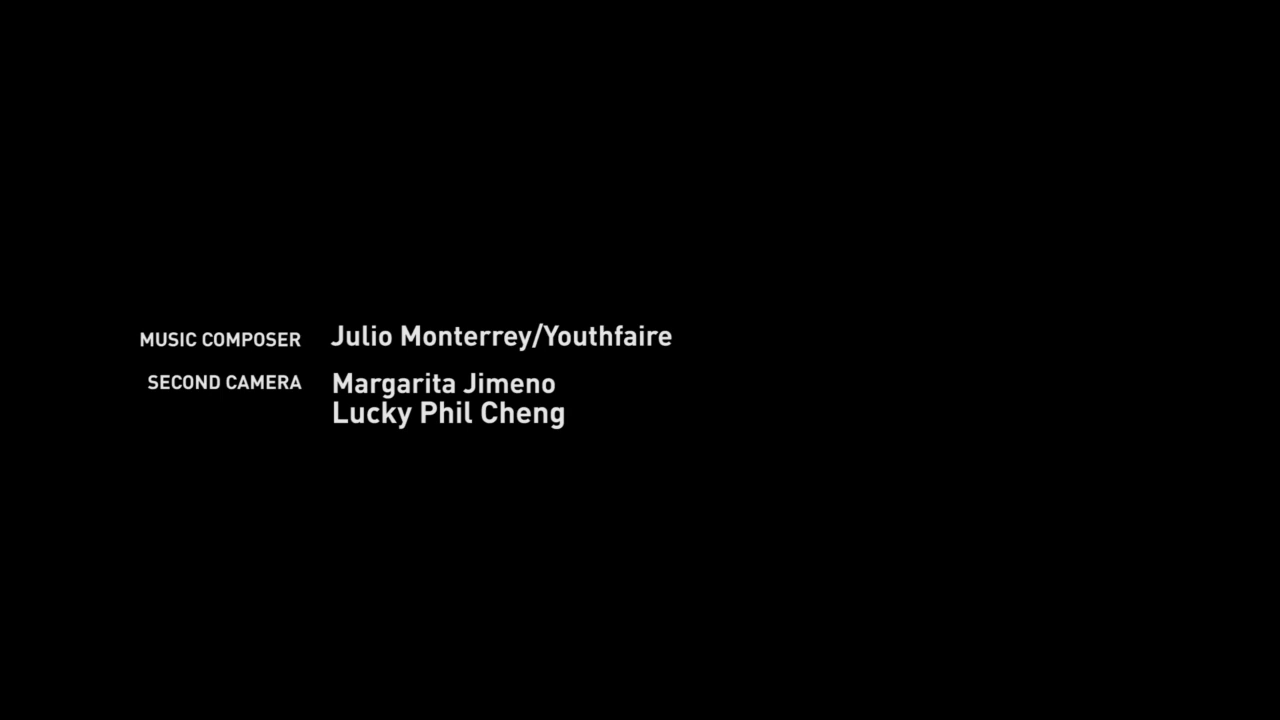 MUSIC COMPOSER Julio Monterrey/Youthfaire
SECOND CAMERA Margarita Jimeno
Lucky Phil Cheng